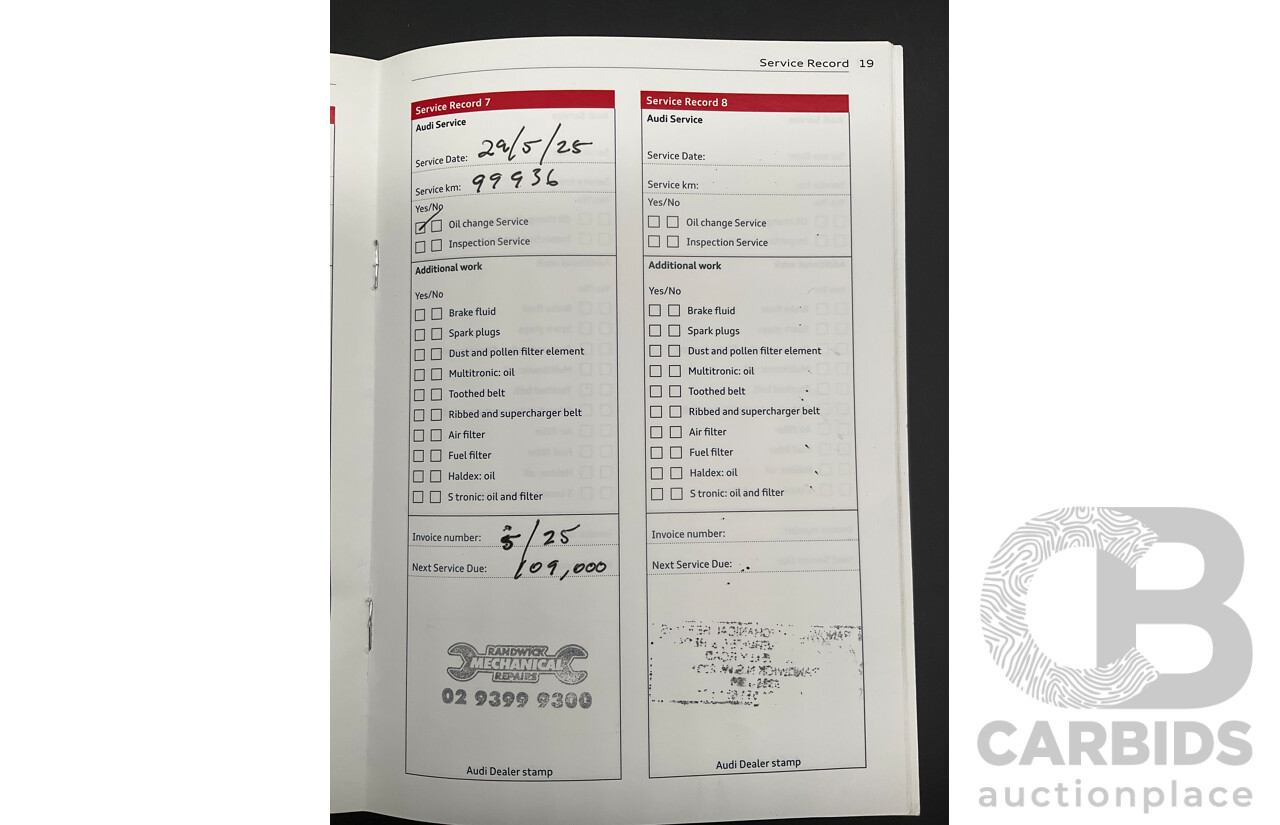 Service Record 19
Service Record 7
Audi Service
Service Date: 29/5/25
Service km: 99936
Yes/No
Oil change Service
Inspection Service
Additional work
Yes/No
Brake fluid
Spark plugs
Dust and pollen filter element
Multitronic: oil
Toothed belt
Ribbed and supercharger belt
Air filter
Fuel filter
Haldex: oil
S tronic: oil and filter
Invoice number: 5/25
Next Service Due: 109,000
RANDWICK
MECHANICAL
REPAIRS
02 9399 9300
Audi Dealer stamp
Service Record 8
Audi Service
Service Date:
Service km:
Yes/No
Oil change Service
Inspection Service
Additional work
Yes/No
Brake fluid
Spark plugs
Dust and pollen filter element
Multitronic: oil
Toothed belt
Ribbed and supercharger belt
Air filter
Fuel filter
Haldex: oil
S tronic: oil and filter
Invoice number:
Next Service Due:
Audi Dealer stamp
CB
CARBIDS
auctionplace